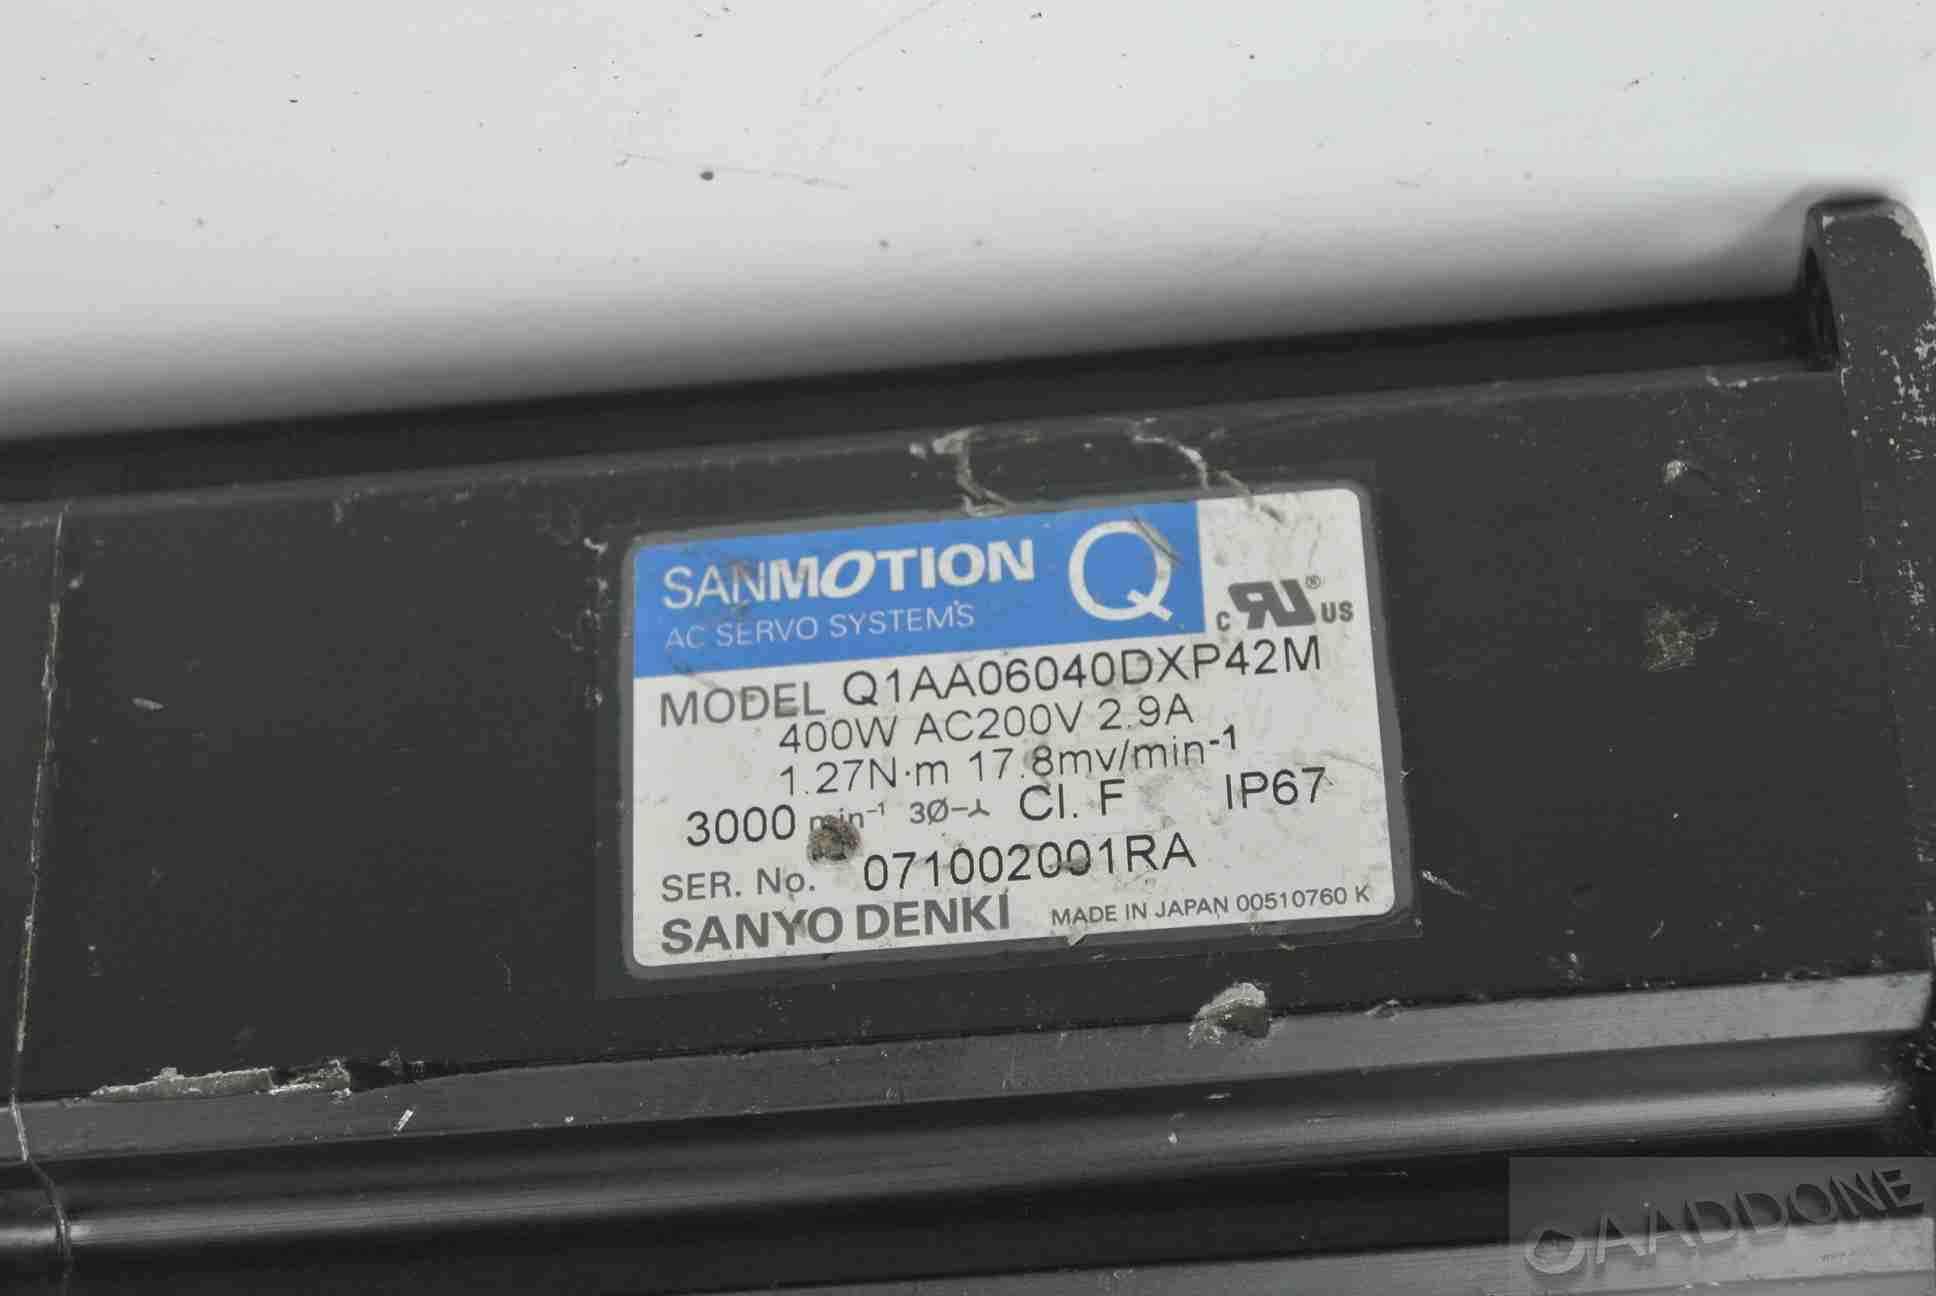 SANMOTION Q
AC SERVO SYSTEMS
c RU® US
MODEL Q1AA06040DXP42M
400W AC200V 2.9A
1.27N·m 17.8mv/min⁻¹
3000 min⁻¹ 3Ø-⅄ Cl. F IP67
SER. No. 071002001RA
SANYO DENKI MADE IN JAPAN 00510760 K
AADDONE